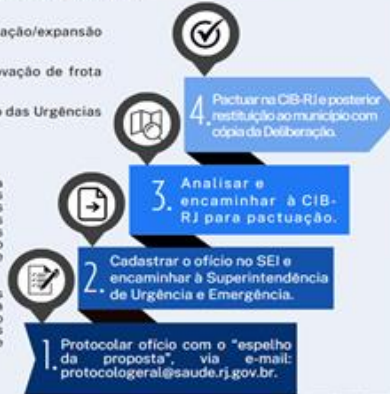 ação/expansão
vação de frota
das Urgências
4. Pactuar na CIB-RJ e posterior
restituição ao município com
cópia da Deliberação.
3. Analisar e
encaminhar à CIB-
RJ para pactuação.
2. Cadastrar o ofício no SEI e
encaminhar à Superintendência
de Urgência e Emergência.
1. Protocolar ofício com o "espelho
da proposta", via e-mail:
protocologeral@saude.rj.gov.br.